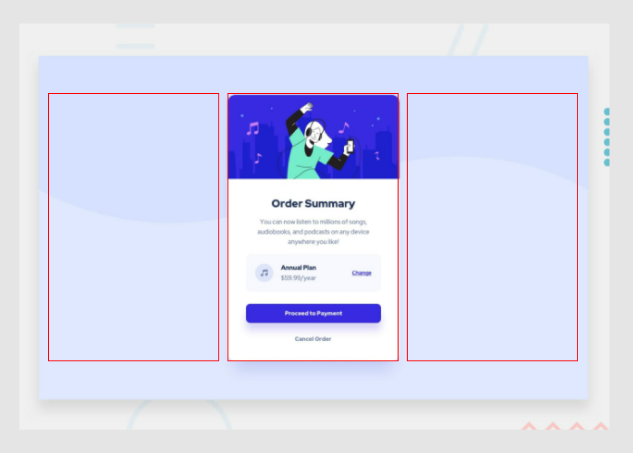 Order Summary
You can now listen to millions of songs,
audiobooks, and podcasts on any device
anywhere you like!
Annual Plan
$59.99/year
Change
Proceed to Payment
Cancel Order